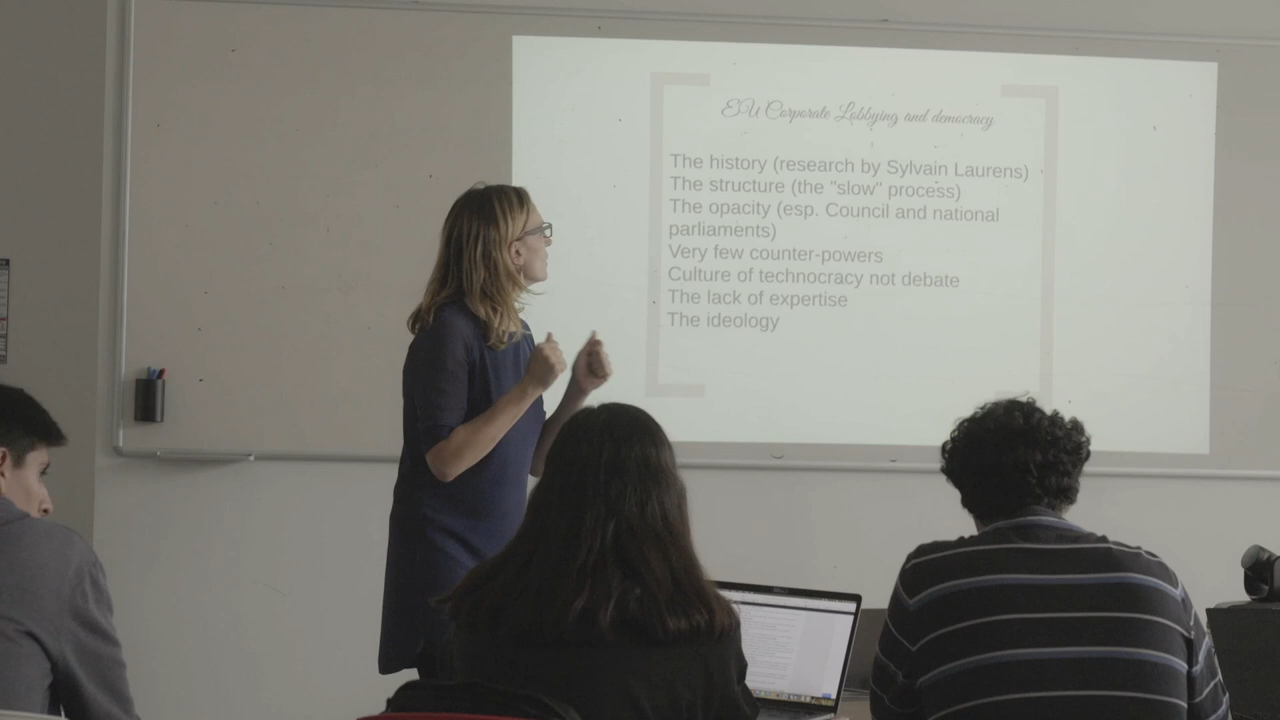 EU Corporate Lobbying and democracy
The history (research by Sylvain Laurens)
The structure (the "slow" process)
The opacity (esp. Council and national
parliaments)
Very few counter-powers
Culture of technocracy not debate
The lack of expertise
The ideology